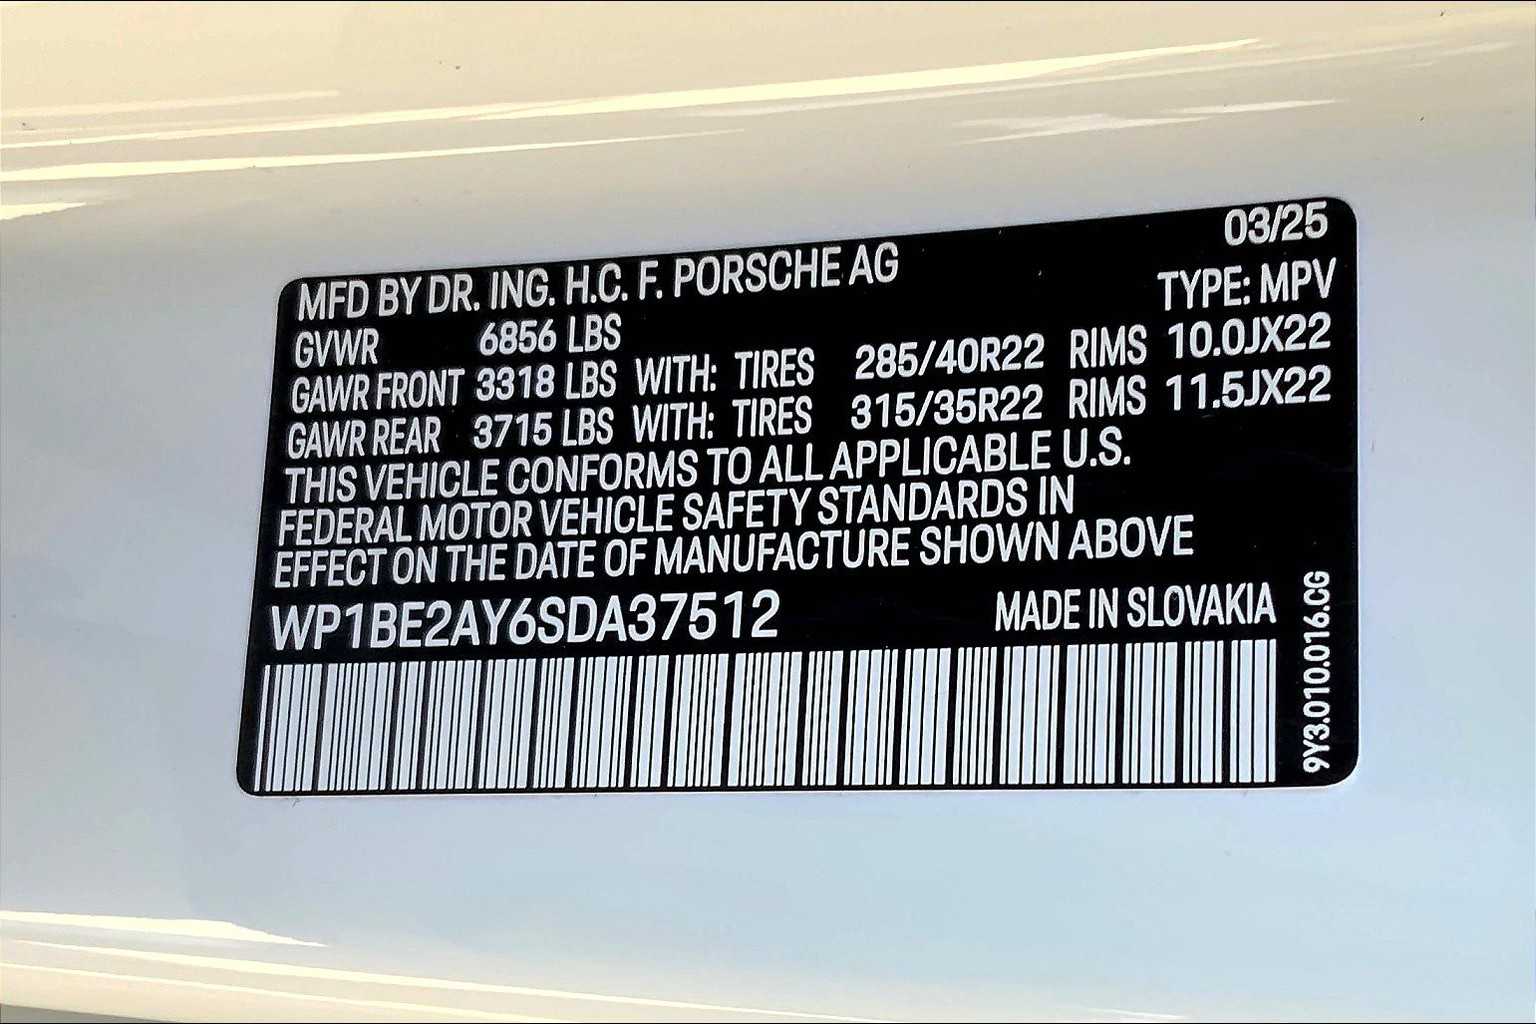 03/25
MFD BY DR. ING. H.C. F. PORSCHE AG
TYPE: MPV
GVWR 6856 LBS
GAWR FRONT 3318 LBS WITH: TIRES 285/40R22 RIMS 10.0JX22
GAWR REAR 3715 LBS WITH: TIRES 315/35R22 RIMS 11.5JX22
THIS VEHICLE CONFORMS TO ALL APPLICABLE U.S.
FEDERAL MOTOR VEHICLE SAFETY STANDARDS IN
EFFECT ON THE DATE OF MANUFACTURE SHOWN ABOVE
WP1BE2AY6SDA37512 MADE IN SLOVAKIA
9Y3.010.016.CG